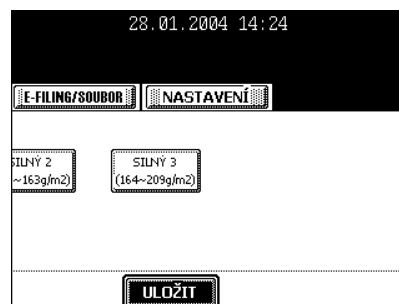 28.01.2004 14:24
E-FILING/SOUBOR NASTAVENÍ
SILNÝ 2 SILNÝ 3
~163g/m2) (164~209g/m2)
ULOŽIT